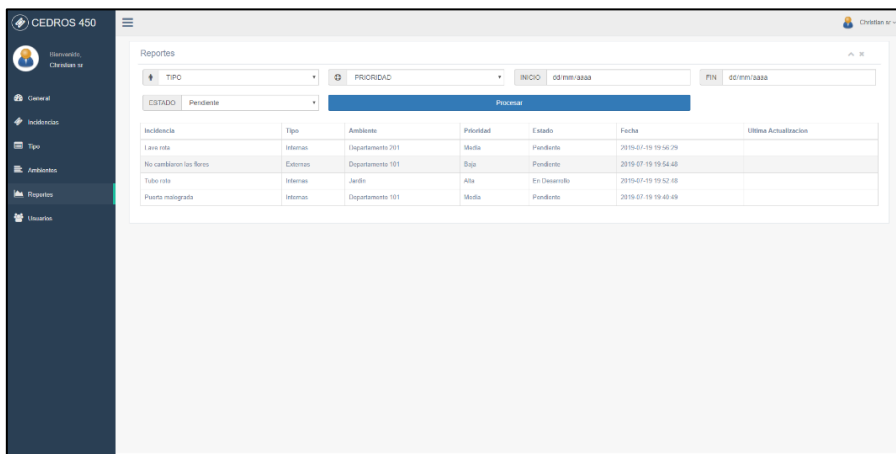 CEDROS 450
Christian sr
Bienvenido,
Christian sr
General
Incidencias
Tipo
Ambientes
Reportes
Usuarios
Reportes
TIPO PRIORIDAD INICIO dd/mm/aaaa FIN dd/mm/aaaa
ESTADO Pendiente Procesar
Incidencia Tipo Ambiente Prioridad Estado Fecha Ultima Actualizacion
Lava rota Internas Departamento 201 Media Pendiente 2019-07-19 19:56:29
No cambiaron las flores Externas Departamento 101 Baja Pendiente 2019-07-19 19:54:48
Tubo roto Internas Jardin Alta En Desarrollo 2019-07-19 19:52:48
Puerta malograda Internas Departamento 101 Media Pendiente 2019-07-19 19:40:49